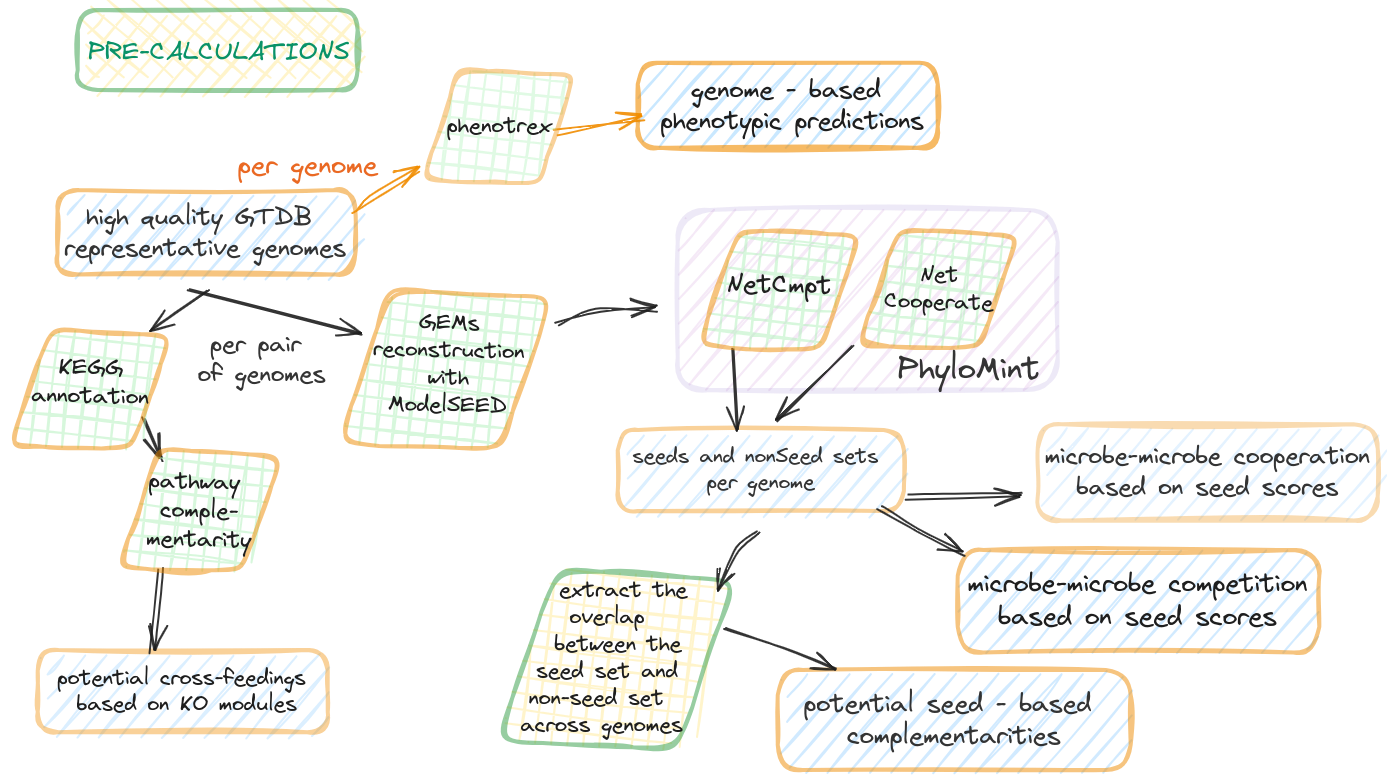 PRE-CALCULATIONS
genome - based
phenotypic predictions
phenotrex
per genome
high quality GTDB
representative genomes
NetCmpt
Net
Cooperate
PhyloMint
GEMs
reconstruction
with
ModelSEED
per pair
of genomes
KEGG
annotation
seeds and nonSeed sets
per genome
microbe-microbe cooperation
based on seed scores
pathway
comple-
mentarity
microbe-microbe competition
based on seed scores
extract the
overlap
between the
seed set and
non-seed set
across genomes
potential cross-feedings
based on KO modules
potential seed - based
complementarities